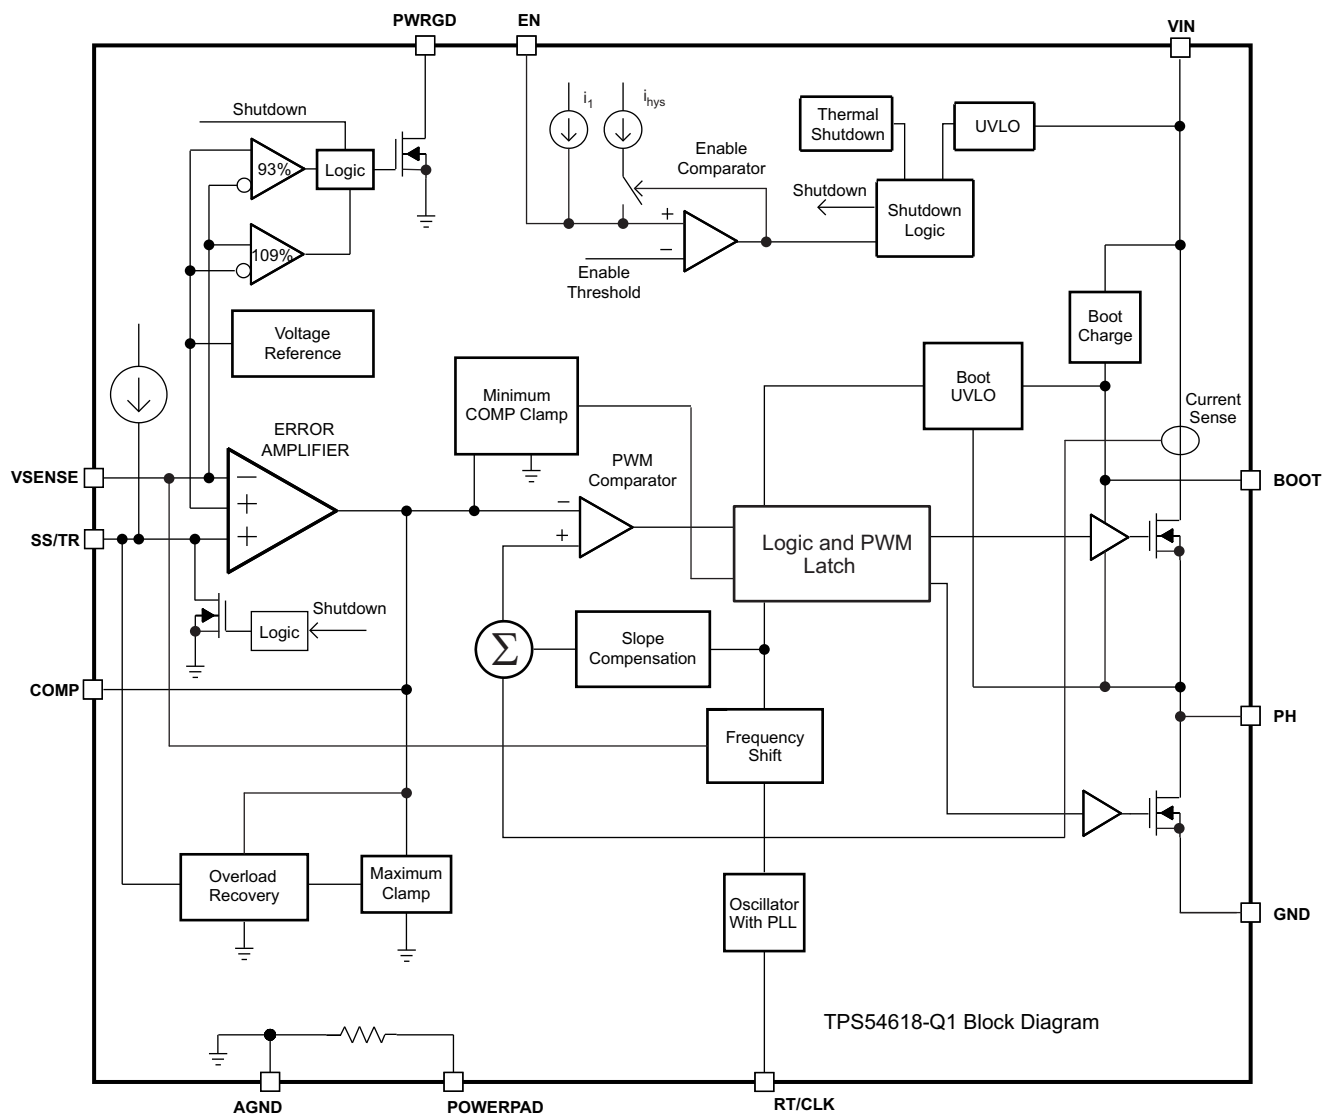 PWRGD
EN
VIN
Shutdown
93%
Logic
109%
i1
ihys
Enable
Comparator
+
−
Enable
Threshold
Thermal
Shutdown
UVLO
Shutdown
Shutdown
Logic
Voltage
Reference
Boot
Charge
Minimum
COMP Clamp
Boot
UVLO
Current
Sense
ERROR
AMPLIFIER
PWM
Comparator
VSENSE
SS/TR
−
+
+
−
+
Logic and PWM
Latch
BOOT
Logic
Shutdown
Σ
Slope
Compensation
COMP
PH
Frequency
Shift
Overload
Recovery
Maximum
Clamp
Oscillator
With PLL
GND
TPS54618-Q1 Block Diagram
AGND
POWERPAD
RT/CLK